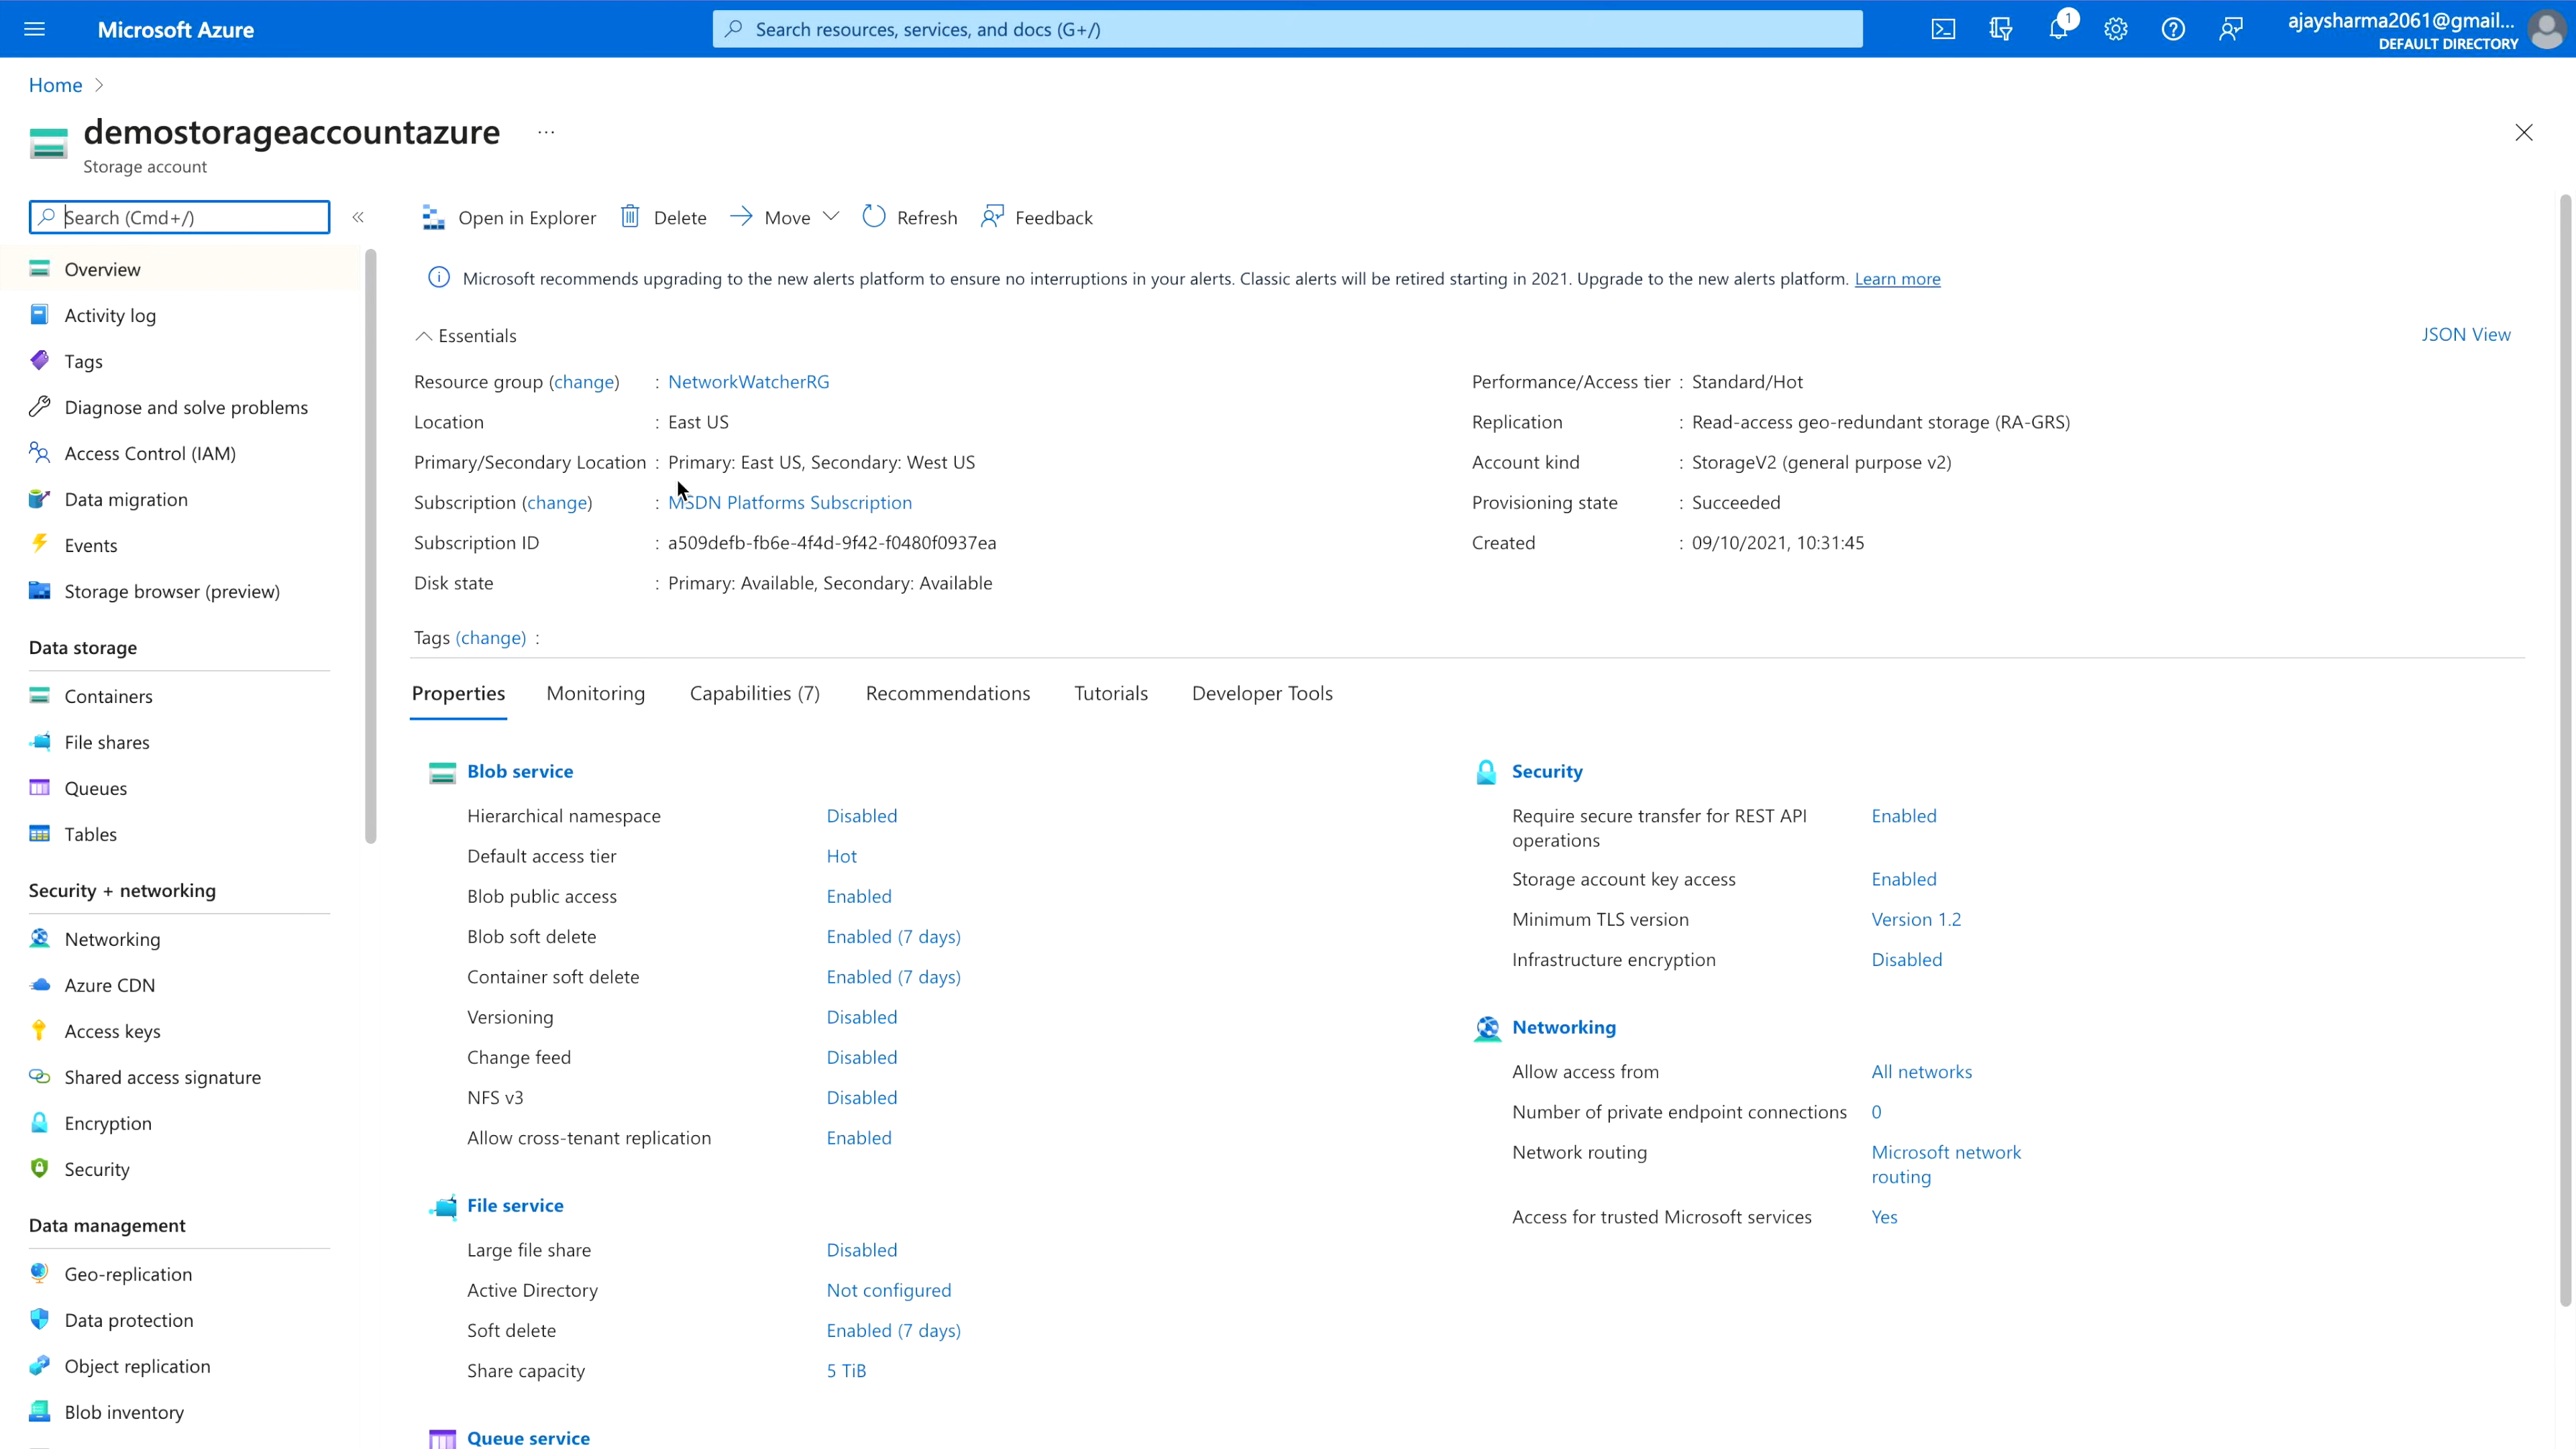 Microsoft Azure
Search resources, services, and docs (G+/)
1
ajaysharma2061@gmail...
DEFAULT DIRECTORY
Home
demostorageaccountazure
...
Storage account
Search (Cmd+/)
«
Open in Explorer
Delete
Move
Refresh
Feedback
Overview
Activity log
Tags
Diagnose and solve problems
Access Control (IAM)
Data migration
Events
Storage browser (preview)
Data storage
Containers
File shares
Queues
Tables
Security + networking
Networking
Azure CDN
Access keys
Shared access signature
Encryption
Security
Data management
Geo-replication
Data protection
Object replication
Blob inventory
Microsoft recommends upgrading to the new alerts platform to ensure no interruptions in your alerts. Classic alerts will be retired starting in 2021. Upgrade to the new alerts platform. Learn more
Essentials
JSON View
Resource group (change) : NetworkWatcherRG
Location : East US
Primary/Secondary Location : Primary: East US, Secondary: West US
Subscription (change) : MSDN Platforms Subscription
Subscription ID : a509defb-fb6e-4f4d-9f42-f0480f0937ea
Disk state : Primary: Available, Secondary: Available
Performance/Access tier : Standard/Hot
Replication : Read-access geo-redundant storage (RA-GRS)
Account kind : StorageV2 (general purpose v2)
Provisioning state : Succeeded
Created : 09/10/2021, 10:31:45
Tags (change) :
Properties Monitoring Capabilities (7) Recommendations Tutorials Developer Tools
Blob service
Hierarchical namespace Disabled
Default access tier Hot
Blob public access Enabled
Blob soft delete Enabled (7 days)
Container soft delete Enabled (7 days)
Versioning Disabled
Change feed Disabled
NFS v3 Disabled
Allow cross-tenant replication Enabled
File service
Large file share Disabled
Active Directory Not configured
Soft delete Enabled (7 days)
Share capacity 5 TiB
Queue service
Security
Require secure transfer for REST API Enabled
operations
Storage account key access Enabled
Minimum TLS version Version 1.2
Infrastructure encryption Disabled
Networking
Allow access from All networks
Number of private endpoint connections 0
Network routing Microsoft network
routing
Access for trusted Microsoft services Yes